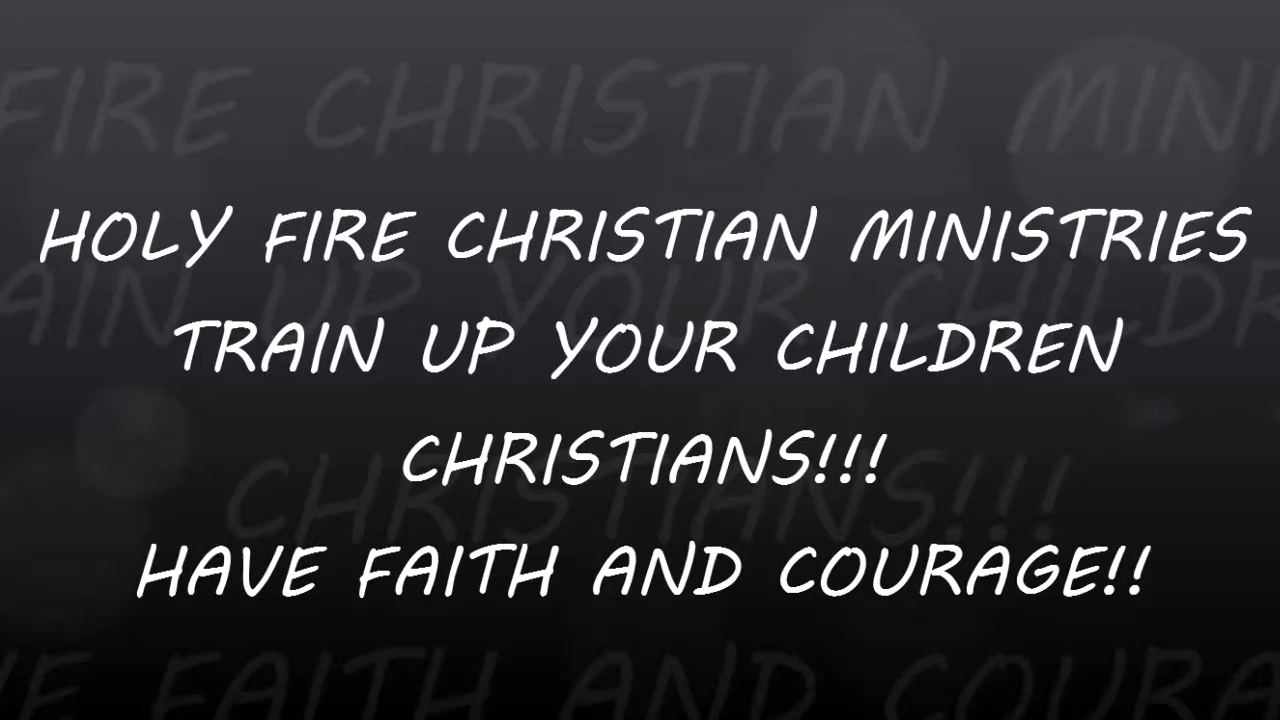 HOLY FIRE CHRISTIAN MINISTRIES
TRAIN UP YOUR CHILDREN
CHRISTIANS!!!
HAVE FAITH AND COURAGE!!